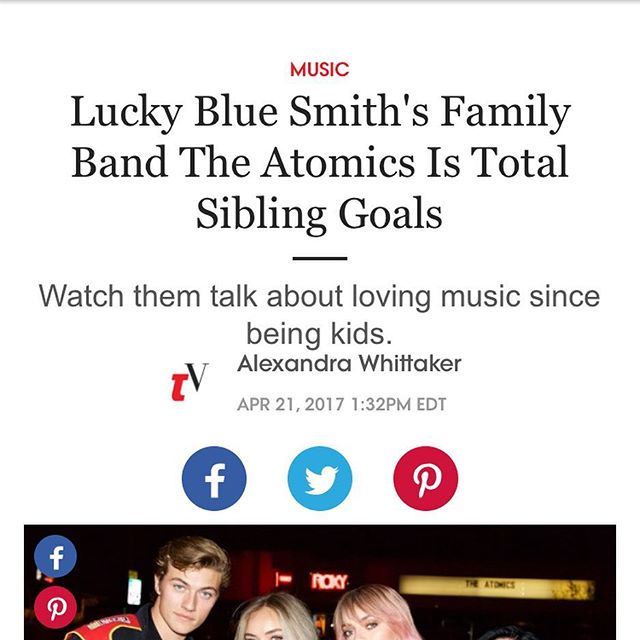 MUSIC
Lucky Blue Smith's Family
Band The Atomics Is Total
Sibling Goals
Watch them talk about loving music since
being kids.
tV
Alexandra Whittaker
APR 21, 2017 1:32PM EDT
ROXY
THE ATOMICS